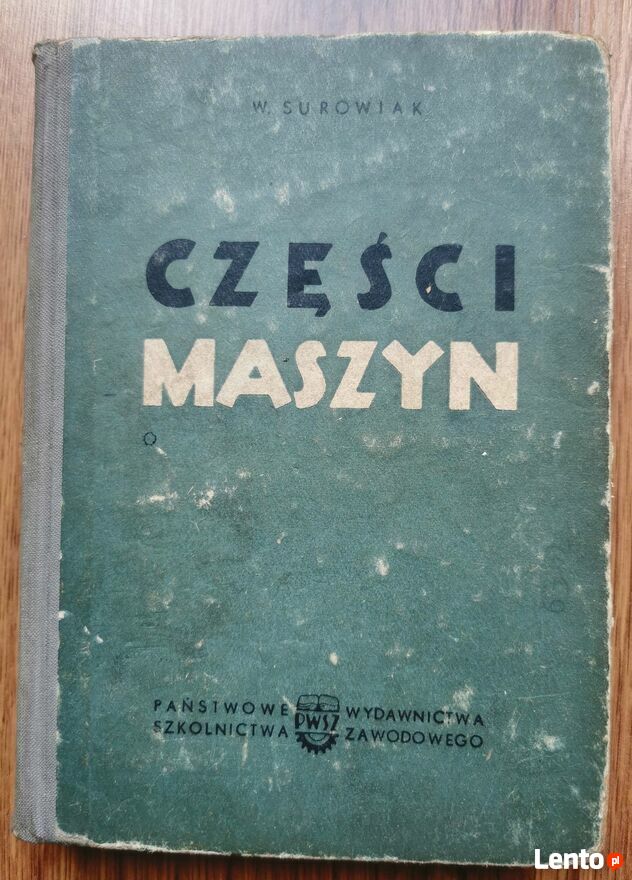 W. SUROWIAK
CZĘŚCI
MASZYN
PAŃSTWOWE WYDAWNICTWA
PWSZ
SZKOLNICTWA ZAWODOWEGO
Lento.pl